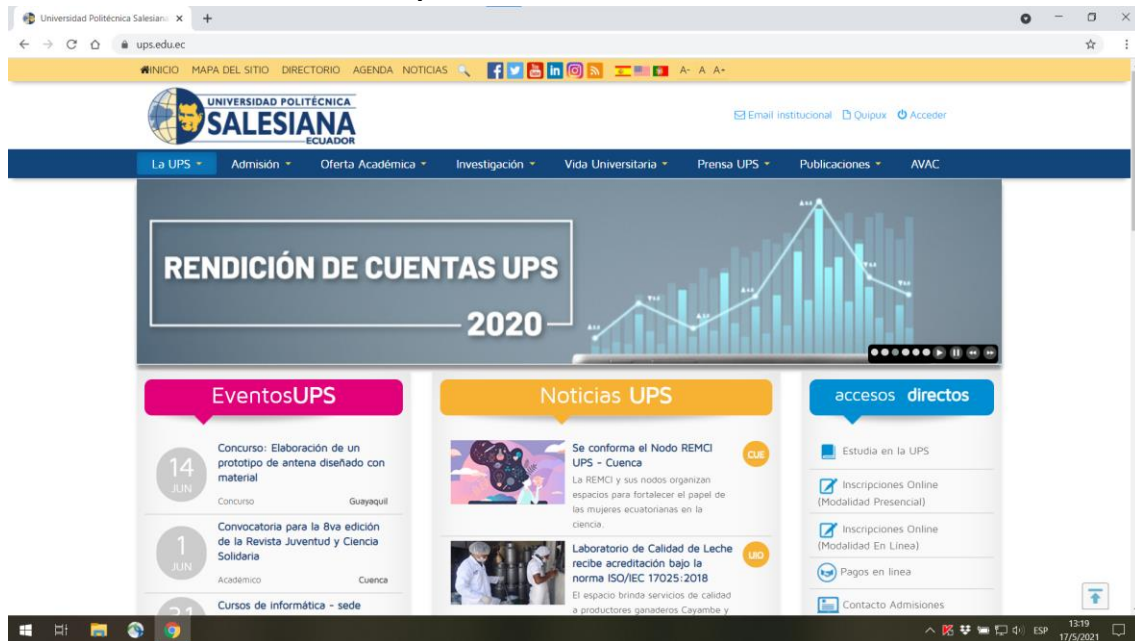 Universidad Politécnica Salesiana
ups.edu.ec
INICIO MAPA DEL SITIO DIRECTORIO AGENDA NOTICIAS A- A A+
UNIVERSIDAD POLITÉCNICA
SALESIANA
ECUADOR
Email institucional Quipux Acceder
La UPS Admisión Oferta Académica Investigación Vida Universitaria Prensa UPS Publicaciones AVAC
RENDICIÓN DE CUENTAS UPS
2020
EventosUPS
14
JUN
Concurso: Elaboración de un
prototipo de antena diseñado con
material
Concurso Guayaquil
1
JUN
Convocatoria para la 8va edición
de la Revista Juventud y Ciencia
Solidaria
Académico Cuenca
31
Cursos de informática - sede
Noticias UPS
Se conforma el Nodo REMCI
UPS - Cuenca
CUE
La REMCI y sus nodos organizan
espacios para fortalecer el papel de
las mujeres ecuatorianas en la
ciencia.
Laboratorio de Calidad de Leche
recibe acreditación bajo la
norma ISO/IEC 17025:2018
UIO
El espacio brinda servicios de calidad
a productores ganaderos Cayambe y
accesos directos
Estudia en la UPS
Inscripciones Online
(Modalidad Presencial)
Inscripciones Online
(Modalidad En Línea)
Pagos en linea
Contacto Admisiones
ESP
13:19
17/5/2021